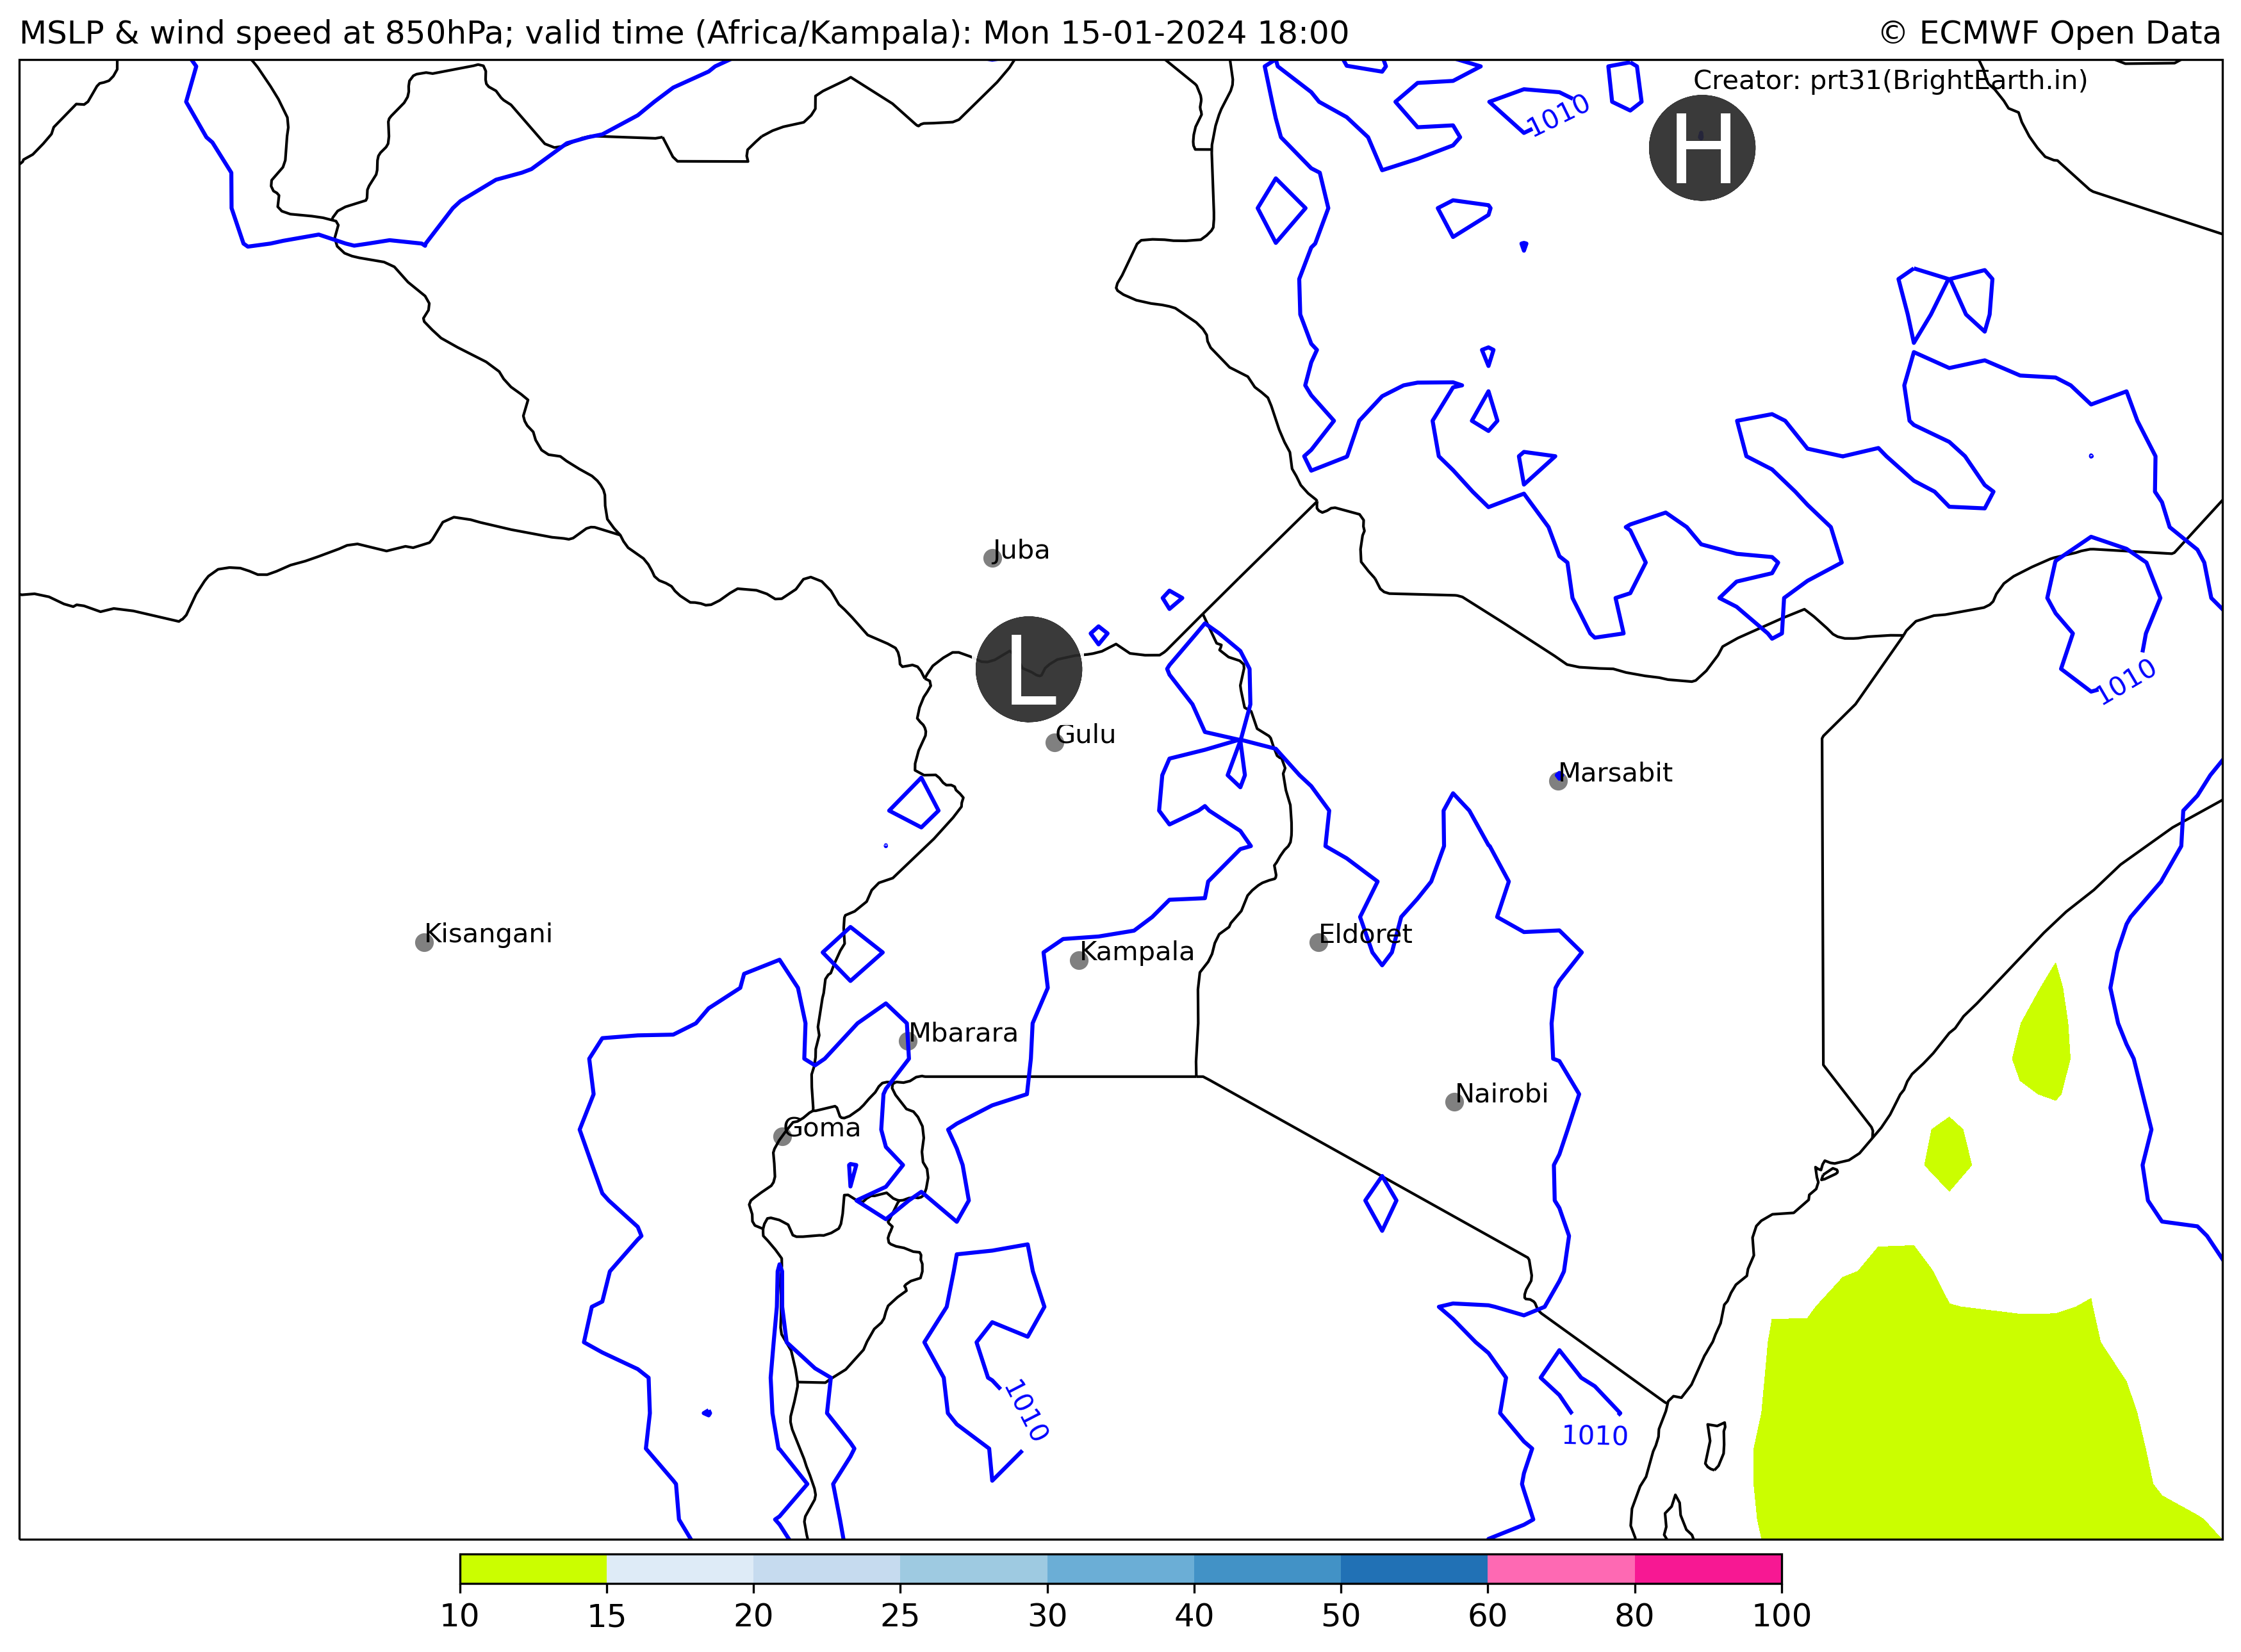 MSLP & wind speed at 850hPa; valid time (Africa/Kampala): Mon 15-01-2024 18:00
© ECMWF Open Data
Creator: prt31(BrightEarth.in)
1010
H
Juba
L
1010
Gulu
Marsabit
Kisangani
Eldoret
Kampala
Mbarara
Nairobi
Goma
1010
1010
10 15 20 25 30 40 50 60 80 100